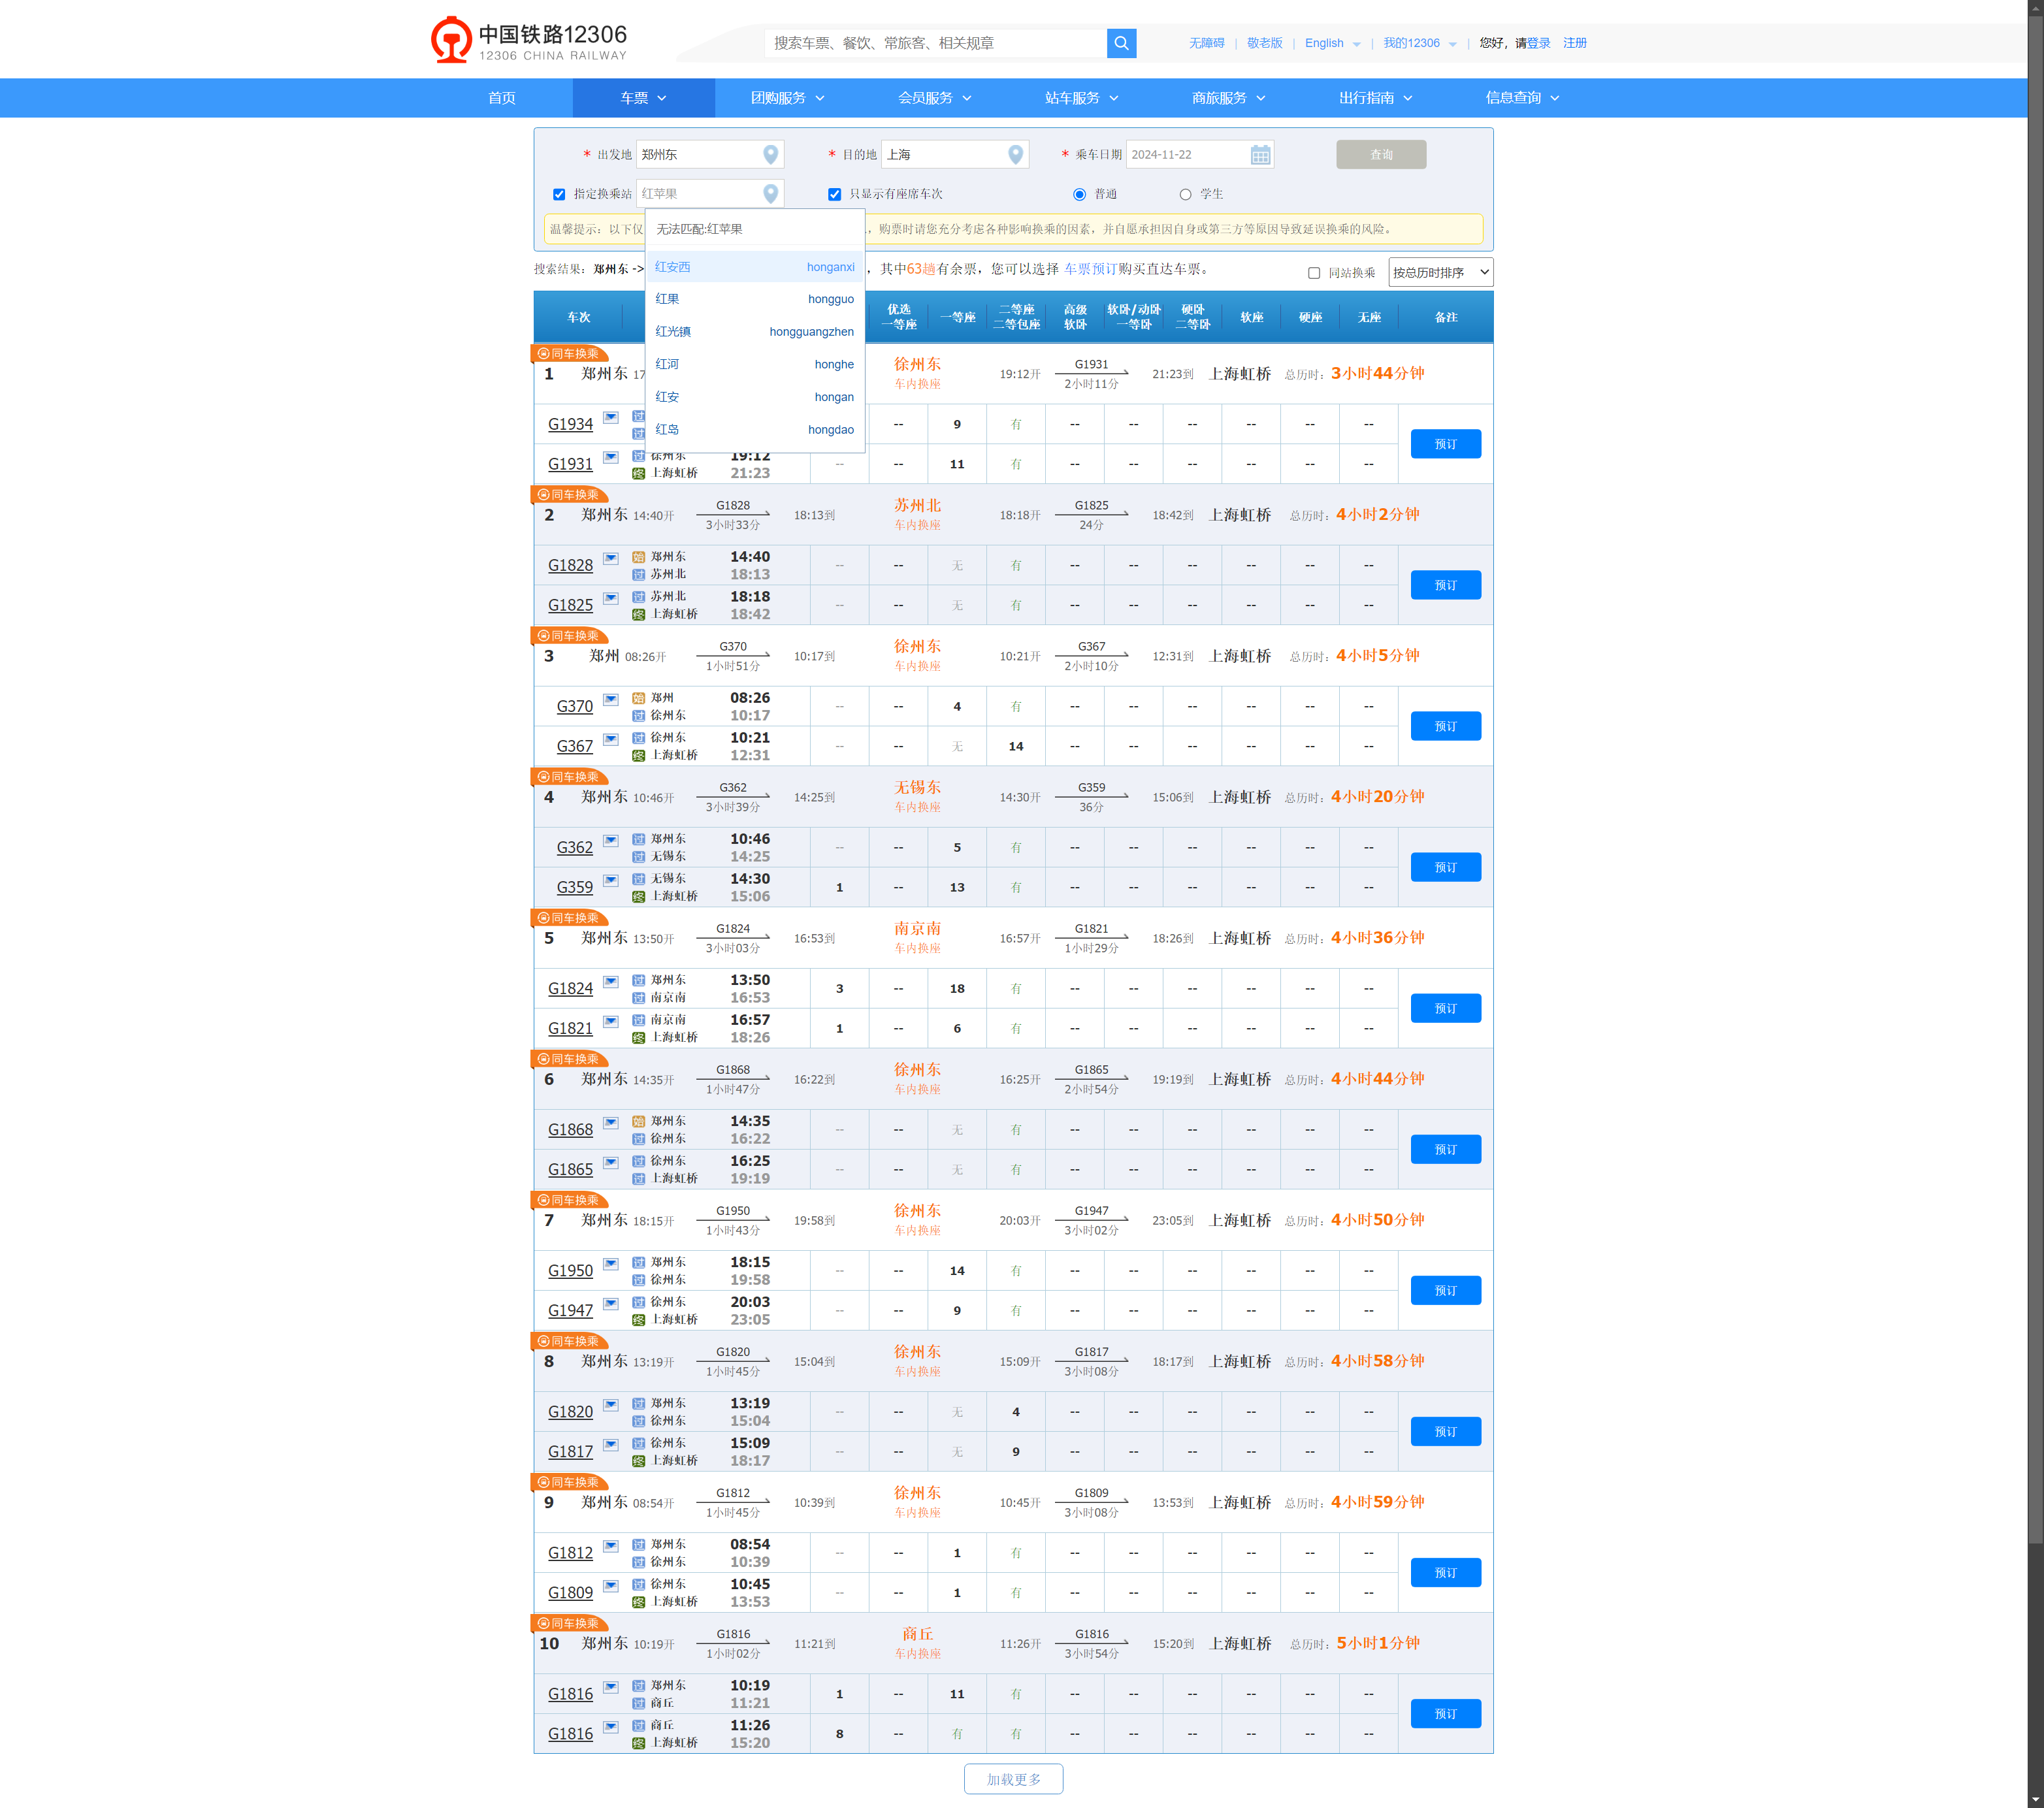 中国铁路12306
12306 CHINA RAILWAY
搜索车票、餐饮、常旅客、相关规章
无障碍 | 敬老版 | English | 我的12306 | 您好，请登录 注册
首页 车票 团购服务 会员服务 站车服务 商旅服务 出行指南 信息查询
* 出发地 郑州东 * 目的地 上海 * 乘车日期 2024-11-22 查询
指定换乘站 红苹果 只显示有座席车次 普通 学生
温馨提示：以下仅
，购票时请您充分考虑各种影响换乘的因素，并自愿承担因自身或第三方等原因导致延误换乘的风险。
无法匹配:红苹果
红安西 honganxi
红果 hongguo
红光镇 hongguangzhen
红河 honghe
红安 hongan
红岛 hongdao
搜索结果：郑州东 ->
，其中63趟有余票，您可以选择 车票预订购买直达车票。 同站换乘 按总历时排序
车次 优选一等座 一等座 二等座二等包座 高级软卧 软卧/动卧一等卧 硬卧二等卧 软座 硬座 无座 备注
同车换乘
1 郑州东 17 徐州东 车内换座 19:12开 G1931 2小时11分 21:23到 上海虹桥 总历时：3小时44分钟
G1934 过 -- 9 有 -- -- -- -- -- --
过
预订
G1931 过 徐州东 19:12 -- -- 11 有 -- -- -- -- -- --
终 上海虹桥 21:23
同车换乘
2 郑州东 14:40开 G1828 3小时33分 18:13到 苏州北 车内换座 18:18开 G1825 24分 18:42到 上海虹桥 总历时：4小时2分钟
G1828 始 郑州东 14:40 -- -- 无 有 -- -- -- -- -- --
过 苏州北 18:13
预订
G1825 过 苏州北 18:18 -- -- 无 有 -- -- -- -- -- --
终 上海虹桥 18:42
同车换乘
3 郑州 08:26开 G370 1小时51分 10:17到 徐州东 车内换座 10:21开 G367 2小时10分 12:31到 上海虹桥 总历时：4小时5分钟
G370 始 郑州 08:26 -- -- 4 有 -- -- -- -- -- --
过 徐州东 10:17
预订
G367 过 徐州东 10:21 -- -- 无 14 -- -- -- -- -- --
终 上海虹桥 12:31
同车换乘
4 郑州东 10:46开 G362 3小时39分 14:25到 无锡东 车内换座 14:30开 G359 36分 15:06到 上海虹桥 总历时：4小时20分钟
G362 过 郑州东 10:46 -- -- 5 有 -- -- -- -- -- --
过 无锡东 14:25
预订
G359 过 无锡东 14:30 1 -- 13 有 -- -- -- -- -- --
终 上海虹桥 15:06
同车换乘
5 郑州东 13:50开 G1824 3小时03分 16:53到 南京南 车内换座 16:57开 G1821 1小时29分 18:26到 上海虹桥 总历时：4小时36分钟
G1824 过 郑州东 13:50 3 -- 18 有 -- -- -- -- -- --
过 南京南 16:53
预订
G1821 过 南京南 16:57 1 -- 6 有 -- -- -- -- -- --
终 上海虹桥 18:26
同车换乘
6 郑州东 14:35开 G1868 1小时47分 16:22到 徐州东 车内换座 16:25开 G1865 2小时54分 19:19到 上海虹桥 总历时：4小时44分钟
G1868 始 郑州东 14:35 -- -- 无 有 -- -- -- -- -- --
过 徐州东 16:22
预订
G1865 过 徐州东 16:25 -- -- 无 有 -- -- -- -- -- --
过 上海虹桥 19:19
同车换乘
7 郑州东 18:15开 G1950 1小时43分 19:58到 徐州东 车内换座 20:03开 G1947 3小时02分 23:05到 上海虹桥 总历时：4小时50分钟
G1950 过 郑州东 18:15 -- -- 14 有 -- -- -- -- -- --
过 徐州东 19:58
预订
G1947 过 徐州东 20:03 -- -- 9 有 -- -- -- -- -- --
终 上海虹桥 23:05
同车换乘
8 郑州东 13:19开 G1820 1小时45分 15:04到 徐州东 车内换座 15:09开 G1817 3小时08分 18:17到 上海虹桥 总历时：4小时58分钟
G1820 过 郑州东 13:19 -- -- 无 4 -- -- -- -- -- --
过 徐州东 15:04
预订
G1817 过 徐州东 15:09 -- -- 无 9 -- -- -- -- -- --
终 上海虹桥 18:17
同车换乘
9 郑州东 08:54开 G1812 1小时45分 10:39到 徐州东 车内换座 10:45开 G1809 3小时08分 13:53到 上海虹桥 总历时：4小时59分钟
G1812 过 郑州东 08:54 -- -- 1 有 -- -- -- -- -- --
过 徐州东 10:39
预订
G1809 过 徐州东 10:45 -- -- 1 有 -- -- -- -- -- --
终 上海虹桥 13:53
同车换乘
10 郑州东 10:19开 G1816 1小时02分 11:21到 商丘 车内换座 11:26开 G1816 3小时54分 15:20到 上海虹桥 总历时：5小时1分钟
G1816 过 郑州东 10:19 1 -- 11 有 -- -- -- -- -- --
过 商丘 11:21
预订
G1816 过 商丘 11:26 8 -- 有 有 -- -- -- -- -- --
终 上海虹桥 15:20
加载更多